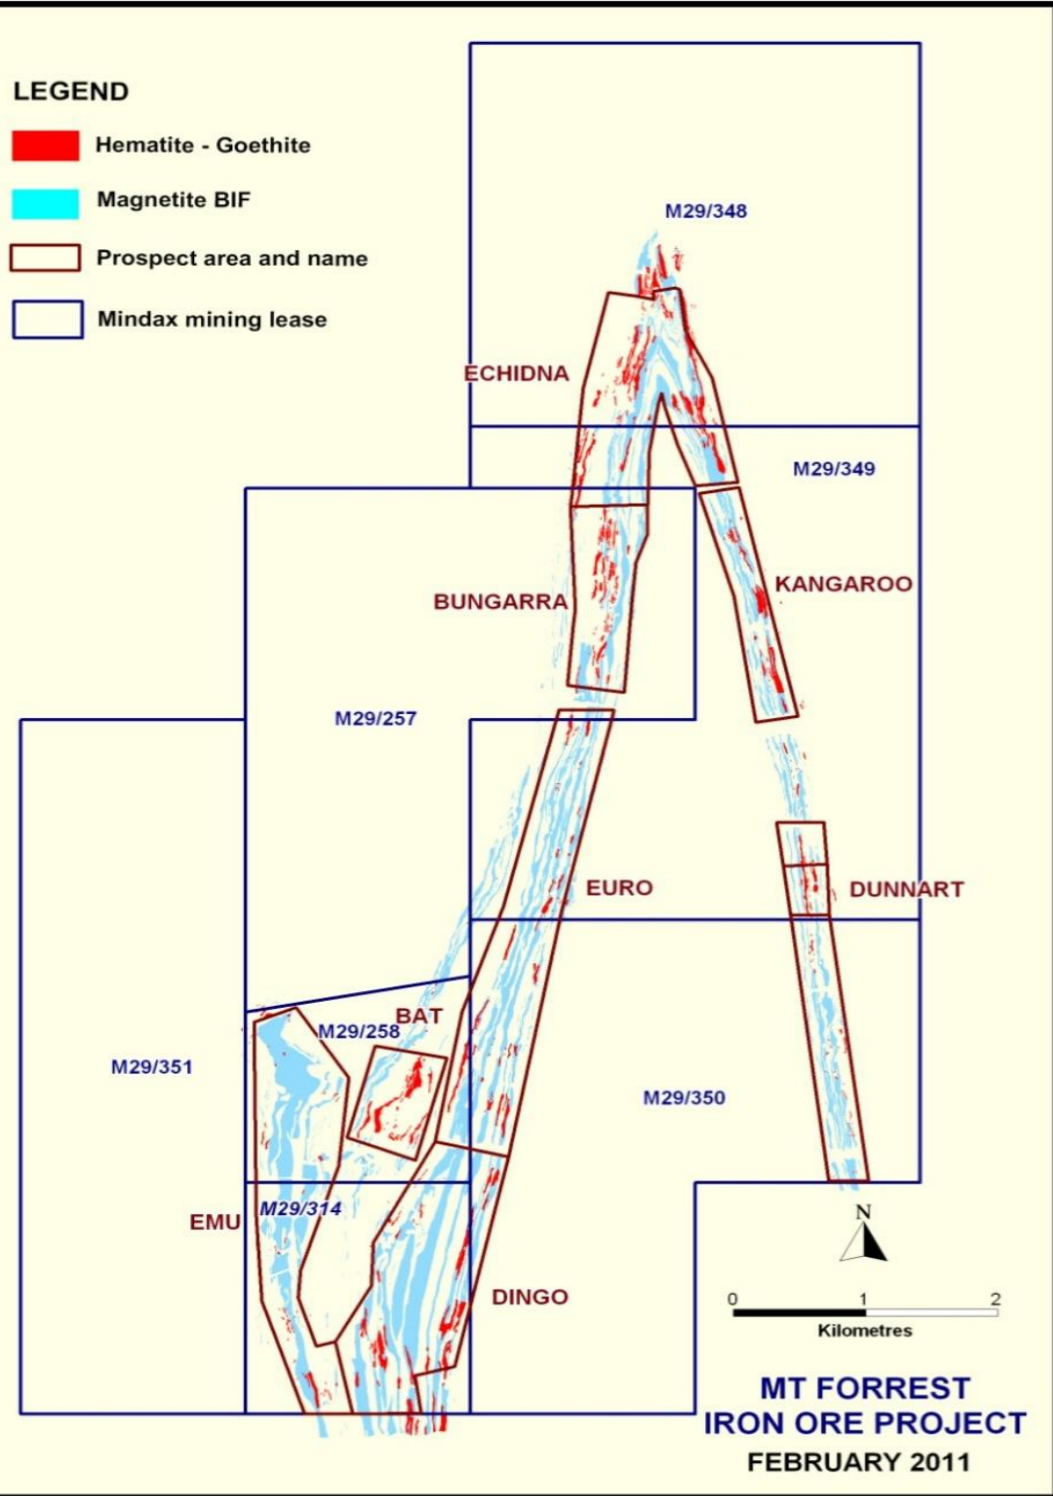 LEGEND
Hematite - Goethite
Magnetite BIF
Prospect area and name
Mindax mining lease
M29/348
ECHIDNA
M29/349
KANGAROO
BUNGARRA
M29/257
EURO
DUNNART
BAT
M29/258
M29/351
M29/350
M29/314
EMU
N
DINGO
0 1 2
Kilometres
MT FORREST
IRON ORE PROJECT
FEBRUARY 2011